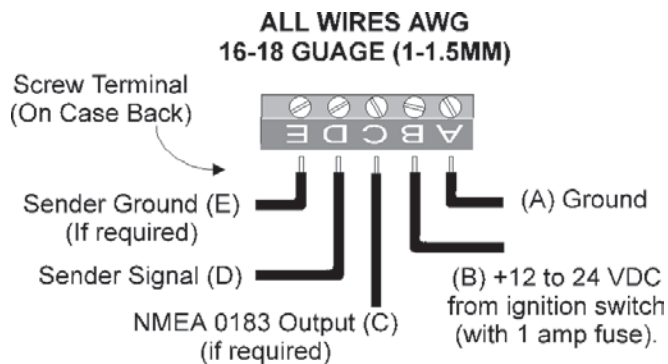 ALL WIRES AWG
16-18 GUAGE (1-1.5MM)
Screw Terminal
(On Case Back)
E D C B A
Sender Ground (E)
(If required)
(A) Ground
Sender Signal (D)
(B) +12 to 24 VDC
from ignition switch
(with 1 amp fuse).
NMEA 0183 Output (C)
(if required)